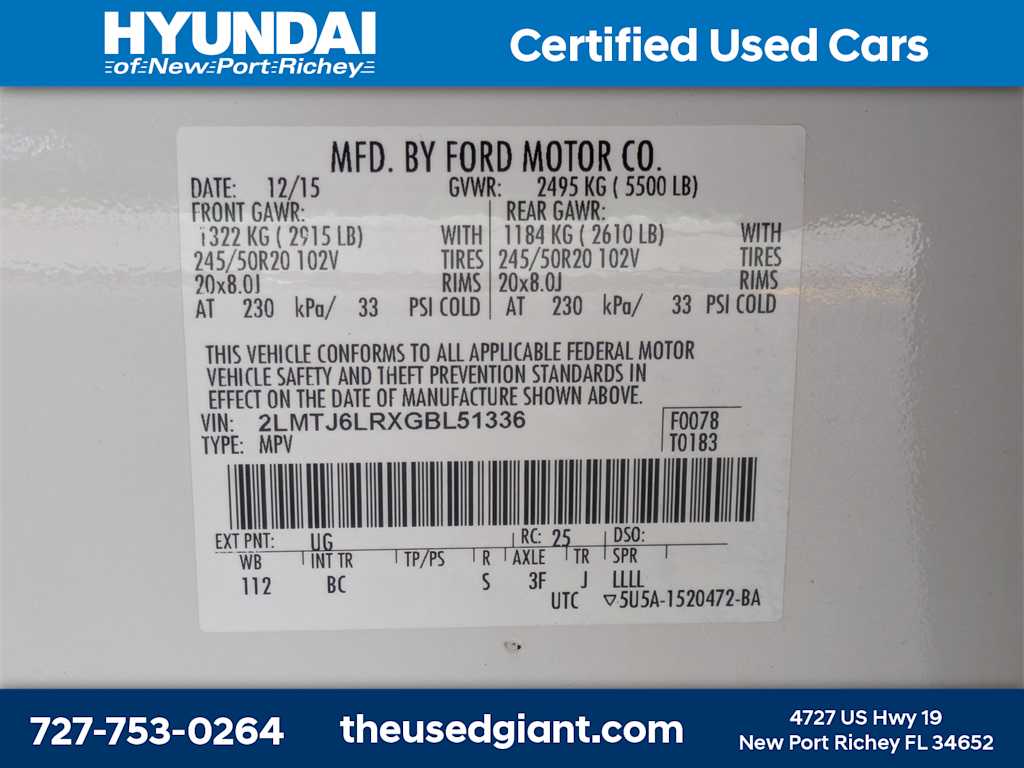 HYUNDAI
of New Port Richey
Certified Used Cars
MFD. BY FORD MOTOR CO.
DATE: 12/15 GVWR: 2495 KG ( 5500 LB)
FRONT GAWR: REAR GAWR:
1322 KG ( 2915 LB) WITH 1184 KG ( 2610 LB) WITH
245/50R20 102V TIRES 245/50R20 102V TIRES
20x8.0J RIMS 20x8.0J RIMS
AT 230 kPa/ 33 PSI COLD AT 230 kPa/ 33 PSI COLD
THIS VEHICLE CONFORMS TO ALL APPLICABLE FEDERAL MOTOR
VEHICLE SAFETY AND THEFT PREVENTION STANDARDS IN
EFFECT ON THE DATE OF MANUFACTURE SHOWN ABOVE.
VIN: 2LMTJ6LRXGBL51336 F0078
TYPE: MPV T0183
EXT PNT: UG RC: 25 DSO:
WB INT TR TP/PS R AXLE TR SPR
112 BC S 3F J LLLL
UTC ▽5U5A-1520472-BA
727-753-0264
theusedgiant.com
4727 US Hwy 19
New Port Richey FL 34652